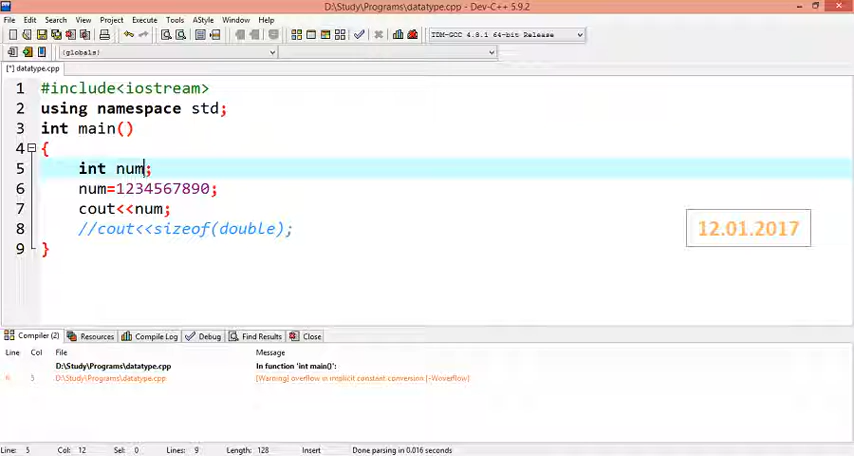 D:\Study\Programs\datatype.cpp - Dev-C++ 5.9.2
File Edit Search View Project Execute Tools AStyle Window Help
TDM-GCC 4.8.1 64-bit Release
(globals)
[*] datatype.cpp
1 #include<iostream>
2 using namespace std;
3 int main()
4 {
5 int num;
6 num=1234567890;
7 cout<<num;
8 //cout<<sizeof(double);
9 }
12.01.2017
Compiler (2) Resources Compile Log Debug Find Results Close
Line Col File Message
D:\Study\Programs\datatype.cpp In function 'int main()':
6 5 D:\Study\Programs\datatype.cpp [Warning] overflow in implicit constant conversion [-Woverflow]
Line: 5 Col: 12 Sel: 0 Lines: 9 Length: 128 Insert Done parsing in 0.016 seconds